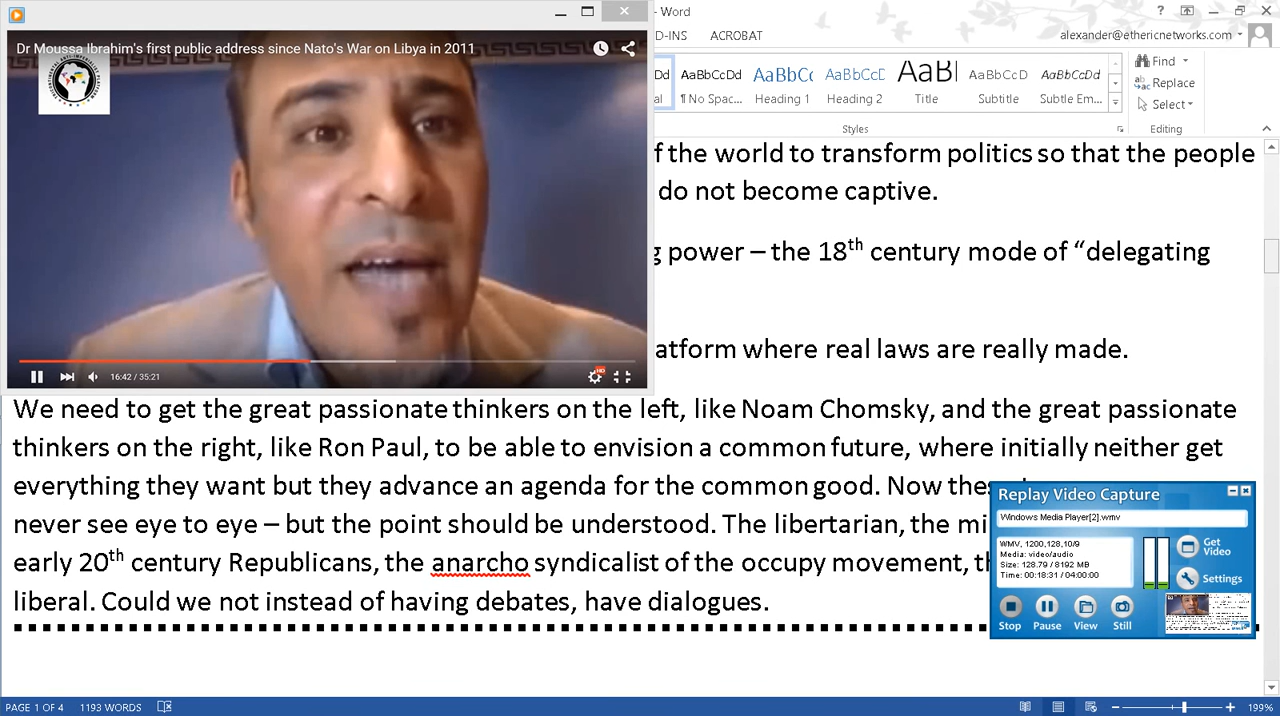 - Word
Dr Moussa Ibrahim's first public address since Nato's War on Libya in 2011
D-INS ACROBAT
alexander@ethericnetworks.com
Dd AaBbCcDd AaBbCc AaBbCcD AaBl AaBbCcD AaBbCcDd
al ¶ No Spac... Heading 1 Heading 2 Title Subtitle Subtle Em...
Styles
Find
Replace
Select
Editing
f the world to transform politics so that the people
do not become captive.
g power – the 18th century mode of “delegating
atform where real laws are really made.
HD
16:42 / 35:21
We need to get the great passionate thinkers on the left, like Noam Chomsky, and the great passionate
thinkers on the right, like Ron Paul, to be able to envision a common future, where initially neither get
everything they want but they advance an agenda for the common good. Now these
never see eye to eye – but the point should be understood. The libertarian, the mi
early 20th century Republicans, the anarcho syndicalist of the occupy movement, th
liberal. Could we not instead of having debates, have dialogues.
Replay Video Capture
Windows Media Player[2].wmv
WMV, 1200,128,10/9
Media: video/audio
Size: 128.79 / 8192 MB
Time: 00:18:31 / 04:00:00
Get Video
Settings
Stop Pause View Still
PAGE 1 OF 4 1193 WORDS
199%